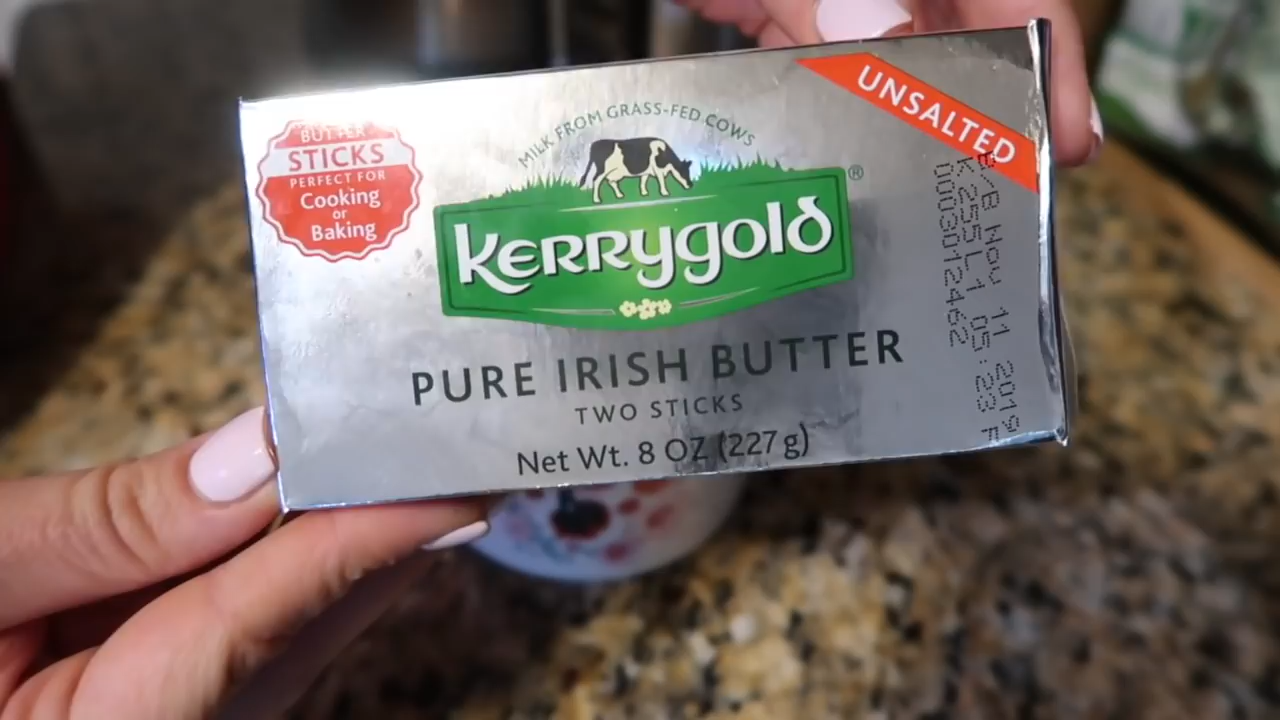 BUTTER
STICKS
PERFECT FOR
Cooking
or
Baking
MILK FROM GRASS-FED COWS
Kerrygold®
UNSALTED
PURE IRISH BUTTER
TWO STICKS
Net Wt. 8 OZ (227 g)
B/B Nov 11 2019
K255L1 05:23 F
0003012462